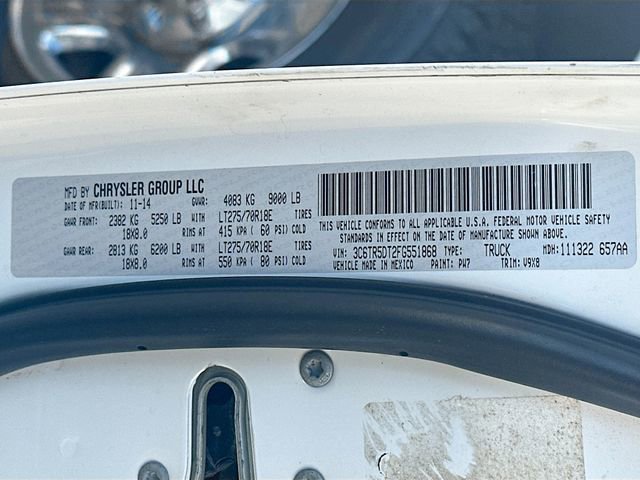 MFD BY CHRYSLER GROUP LLC
DATE OF MFR(BUILT): 11-14 GVWR: 4083 KG 9000 LB
GAWR FRONT: 2382 KG 5250 LB WITH LT275/70R18E TIRES
18X8.0 RIMS AT 415 KPA ( 60 PSI) COLD
GAWR REAR: 2813 KG 6200 LB WITH LT275/70R18E TIRES
18X8.0 RIMS AT 550 KPA ( 80 PSI) COLD
THIS VEHICLE CONFORMS TO ALL APPLICABLE U.S.A. FEDERAL MOTOR VEHICLE SAFETY
STANDARDS IN EFFECT ON THE DATE OF MANUFACTURE SHOWN ABOVE.
VIN: 3C6TR5DT2FG551868 TYPE: TRUCK MDH: 111322 657AA
VEHICLE MADE IN MEXICO PAINT: PW7 TRIM: V9X8